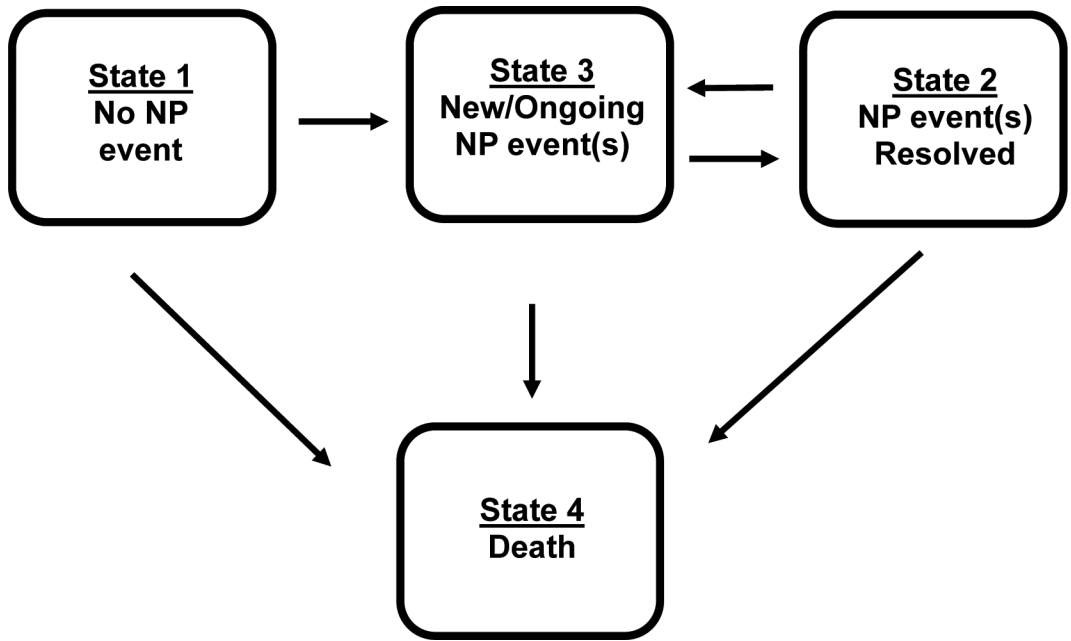 State 1
No NP
event
State 3
New/Ongoing
NP event(s)
State 2
NP event(s)
Resolved
State 4
Death